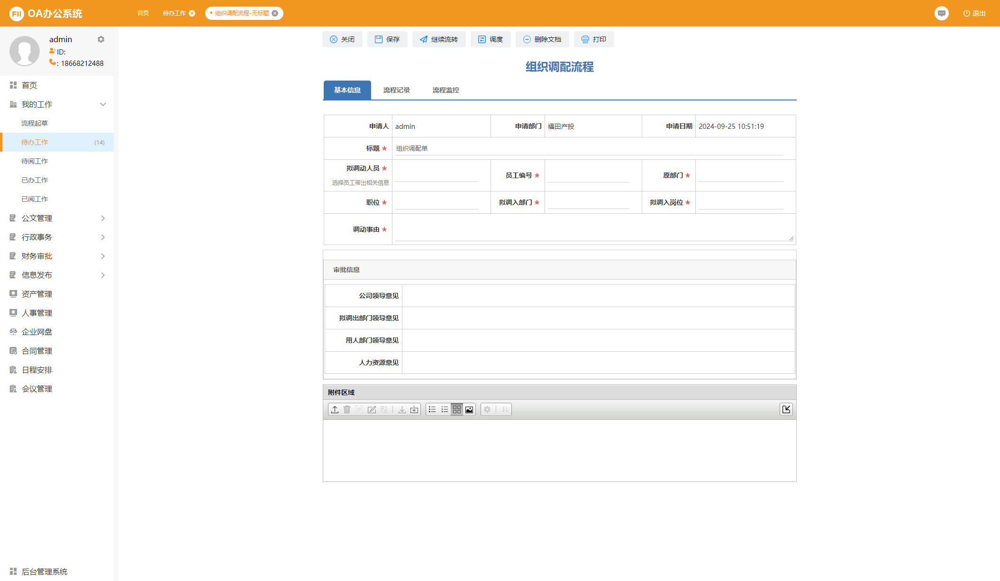 FII OA办公系统
首页 待办工作 组织调配流程-无标题 退出
admin
ID:
: 18668212488
首页
我的工作
流程起草
待办工作 (14)
待阅工作
已办工作
已阅工作
公文管理
行政事务
财务审批
信息发布
资产管理
人事管理
企业网盘
合同管理
日程安排
会议管理
后台管理系统
关闭 保存 继续流转 调度 删除文档 打印
组织调配流程
基本信息 流程记录 流程监控
申请人 admin 申请部门 福田产投 申请日期 2024-09-25 10:51:19
标题 * 组织调配单
拟调动人员 * 员工编号 * 原部门 *
选择员工带出相关信息
职位 * 拟调入部门 * 拟调入岗位 *
调动事由 *
审批信息
公司领导意见
拟调出部门领导意见
用人部门领导意见
人力资源意见
附件区域